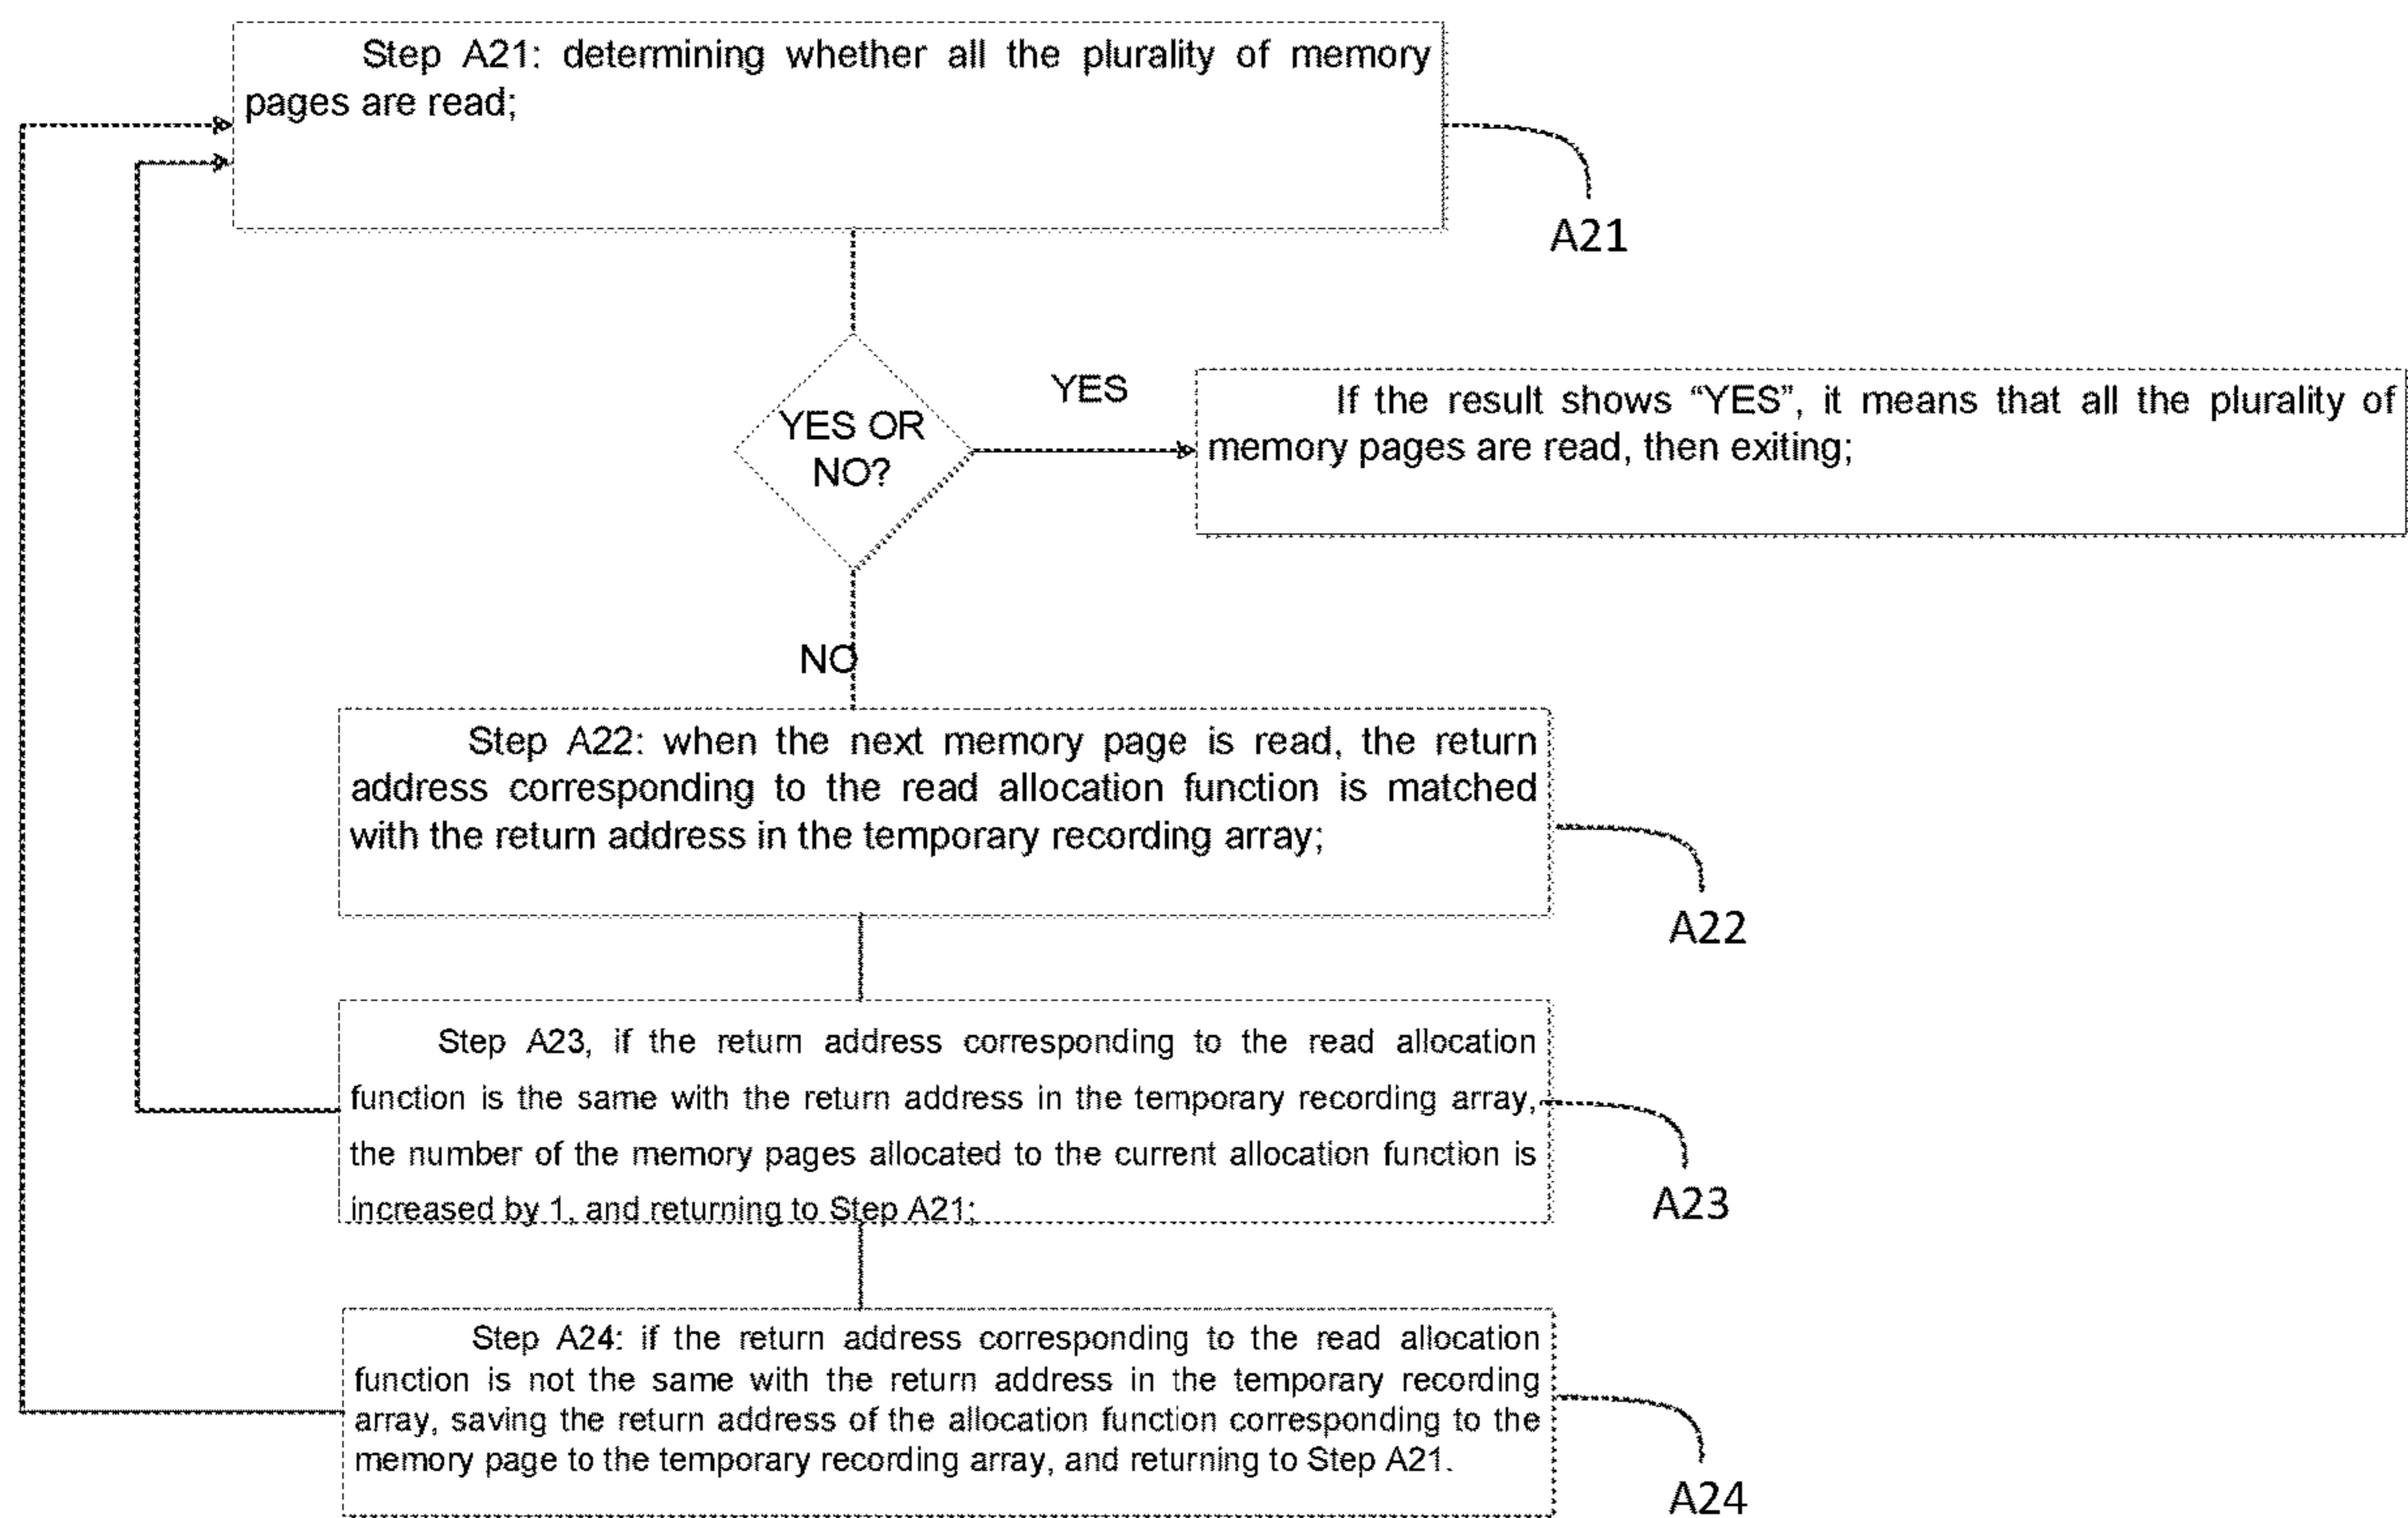 Step A21: determining whether all the plurality of memory
pages are read;
A21
YES OR
NO?
YES
If the result shows “YES”, it means that all the plurality of
memory pages are read, then exiting;
NO
Step A22: when the next memory page is read, the return
address corresponding to the read allocation function is matched
with the return address in the temporary recording array;
A22
Step A23, if the return address corresponding to the read allocation
function is the same with the return address in the temporary recording array,
the number of the memory pages allocated to the current allocation function is
increased by 1, and returning to Step A21;
A23
Step A24: if the return address corresponding to the read allocation
function is not the same with the return address in the temporary recording
array, saving the return address of the allocation function corresponding to the
memory page to the temporary recording array, and returning to Step A21.
A24